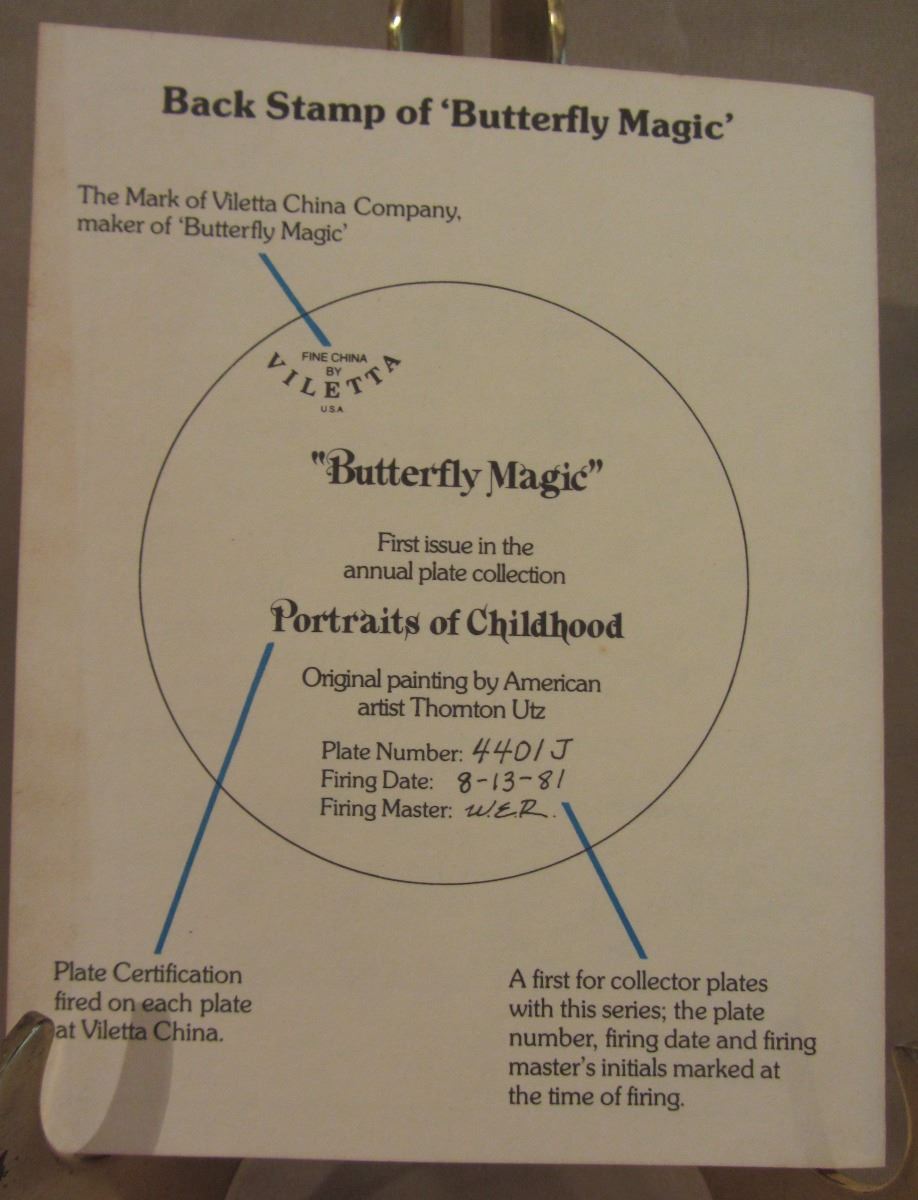 Back Stamp of ‘Butterfly Magic’
The Mark of Viletta China Company,
maker of ‘Butterfly Magic’
FINE CHINA
BY
VILETTA
U.S.A.
"Butterfly Magic”
First issue in the
annual plate collection
Portraits of Childhood
Original painting by American
artist Thornton Utz
Plate Number: 4401J
Firing Date: 8-13-81
Firing Master: W.E.R.
Plate Certification
fired on each plate
at Viletta China.
A first for collector plates
with this series; the plate
number, firing date and firing
master’s initials marked at
the time of firing.